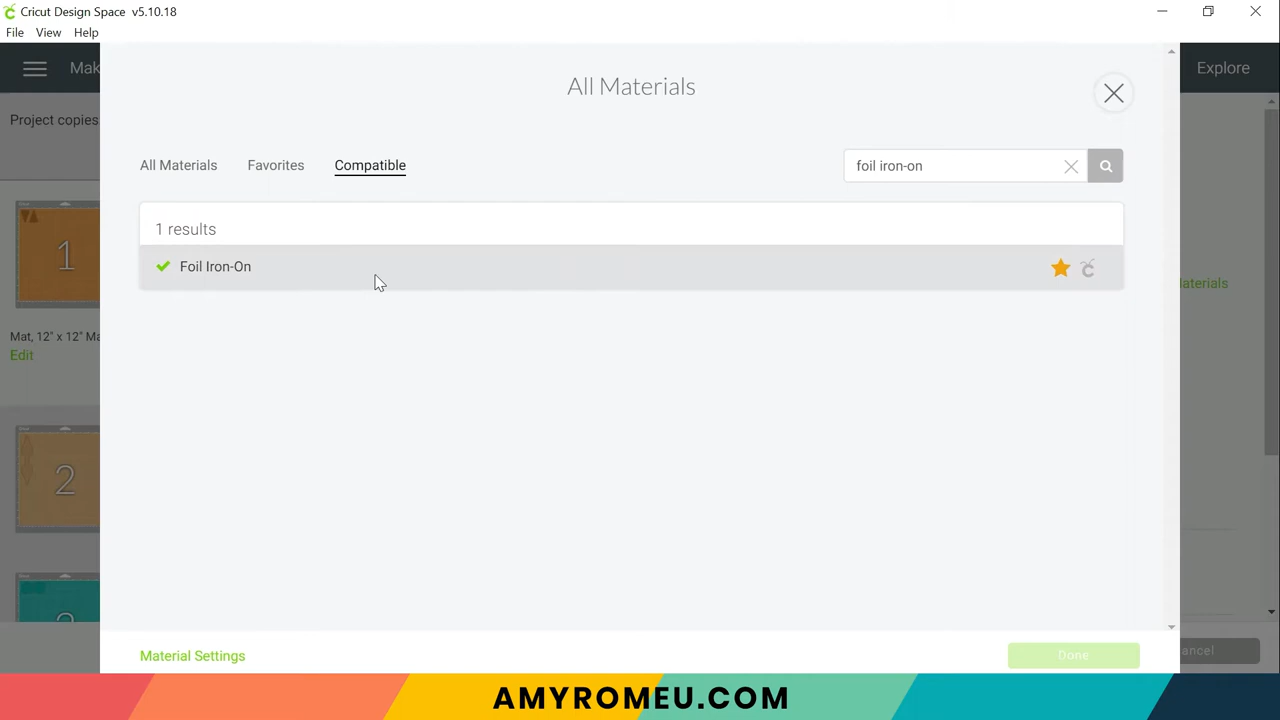 Cricut Design Space v5.10.18
File View Help
Mak
Explore
All Materials
Project copies
All Materials Favorites Compatible
foil iron-on
1 results
Foil Iron-On
1
Materials
Mat, 12" x 12" Ma
Edit
2
Material Settings
Done
ancel
AMYROMEU.COM